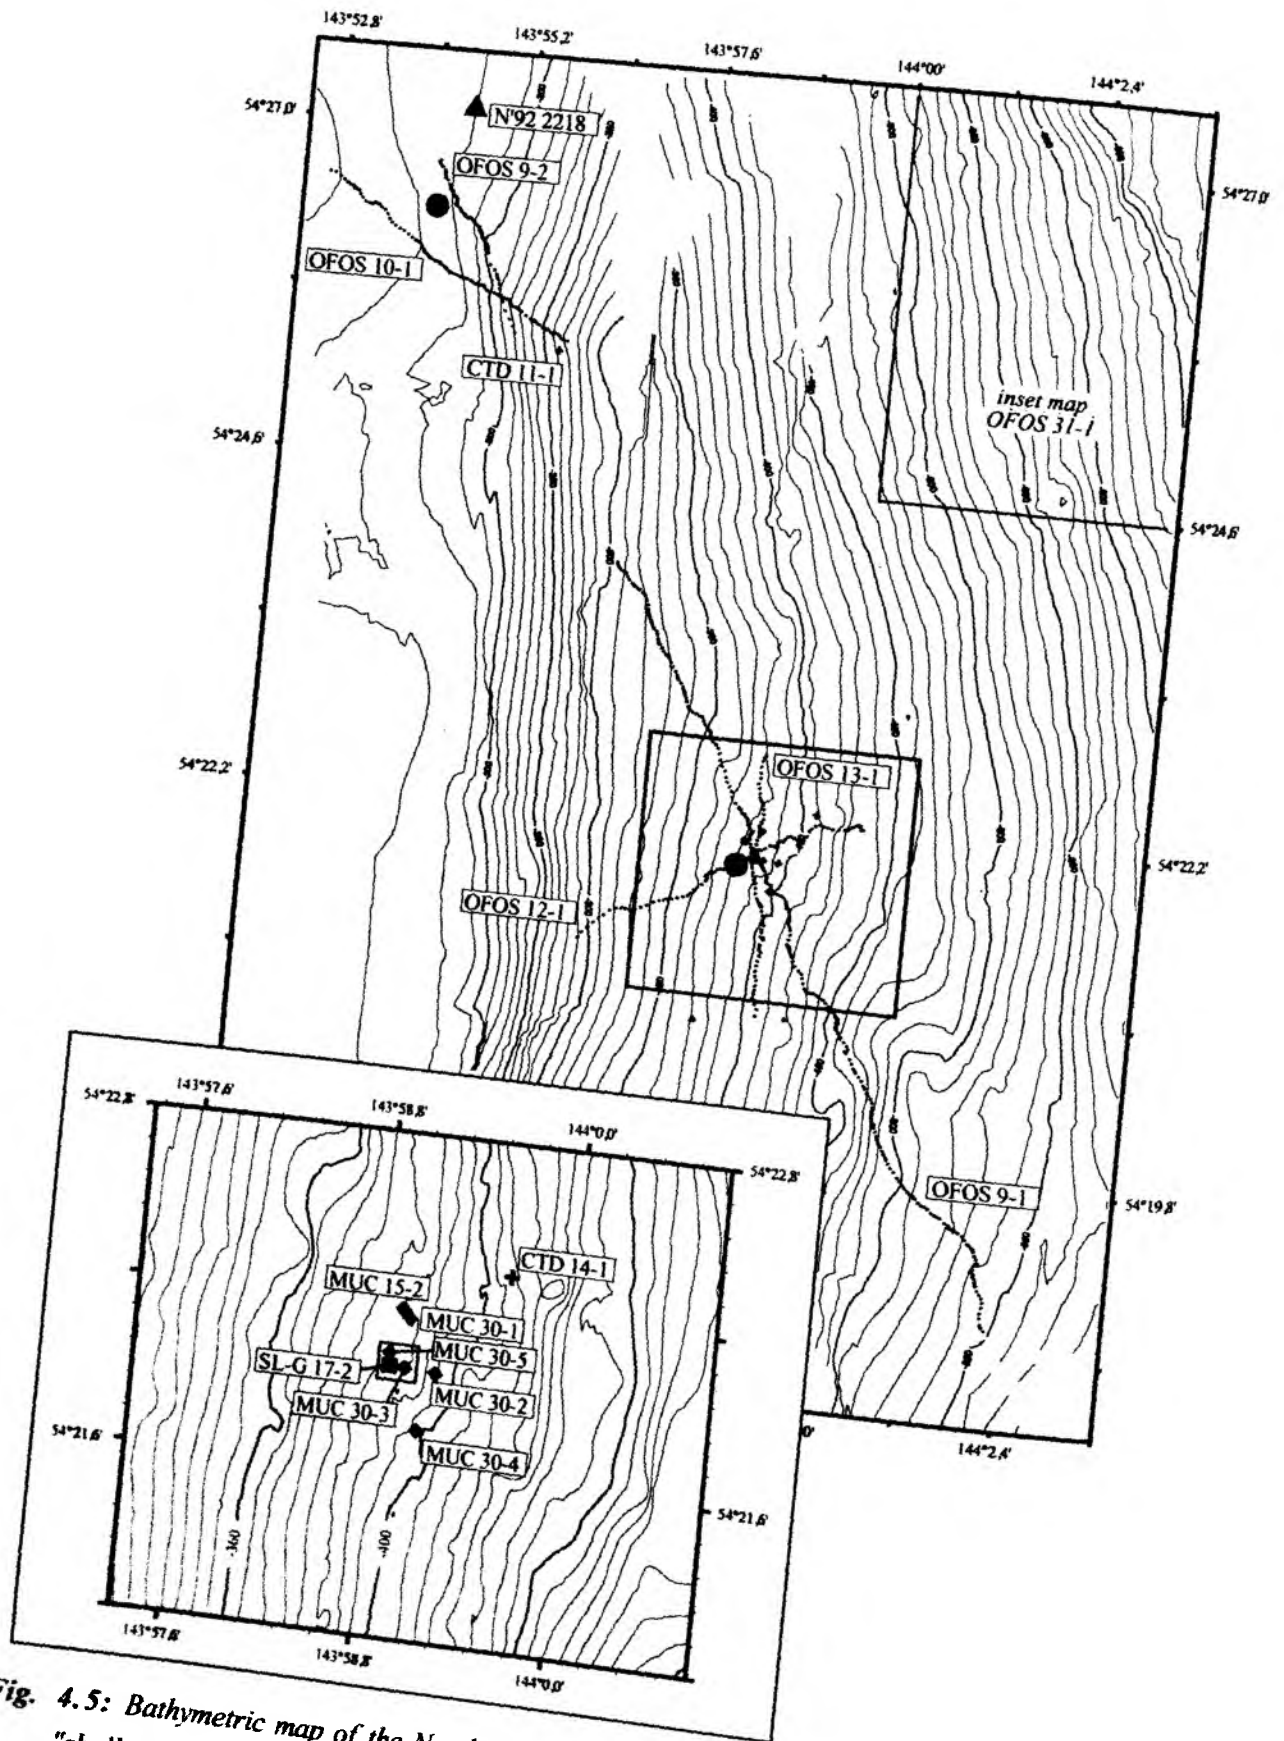 143°52,8'
143°55,2'
143°57,6'
144°00'
144°2,4'
54°27,0'
N'92 2218
OFOS 9-2
54°27,0'
OFOS 10-1
CTD 11-1
inset map
OFOS 31-1
54°24,6'
54°24,6'
54°22,2'
OFOS 13-1
54°22,2'
OFOS 12-1
OFOS 9-1
54°19,8'
144°2,4'
143°57,6'
54°22,8'
143°58,8'
144°0,0'
54°22,8'
CTD 14-1
MUC 15-2
MUC 30-1
MUC 30-5
SL-G 17-2
MUC 30-2
MUC 30-3
MUC 30-4
54°21,6'
54°21,6'
-360
-400
143°57,6'
143°58,8'
144°0,0'
Fig. 4.5: Bathymetric map of the